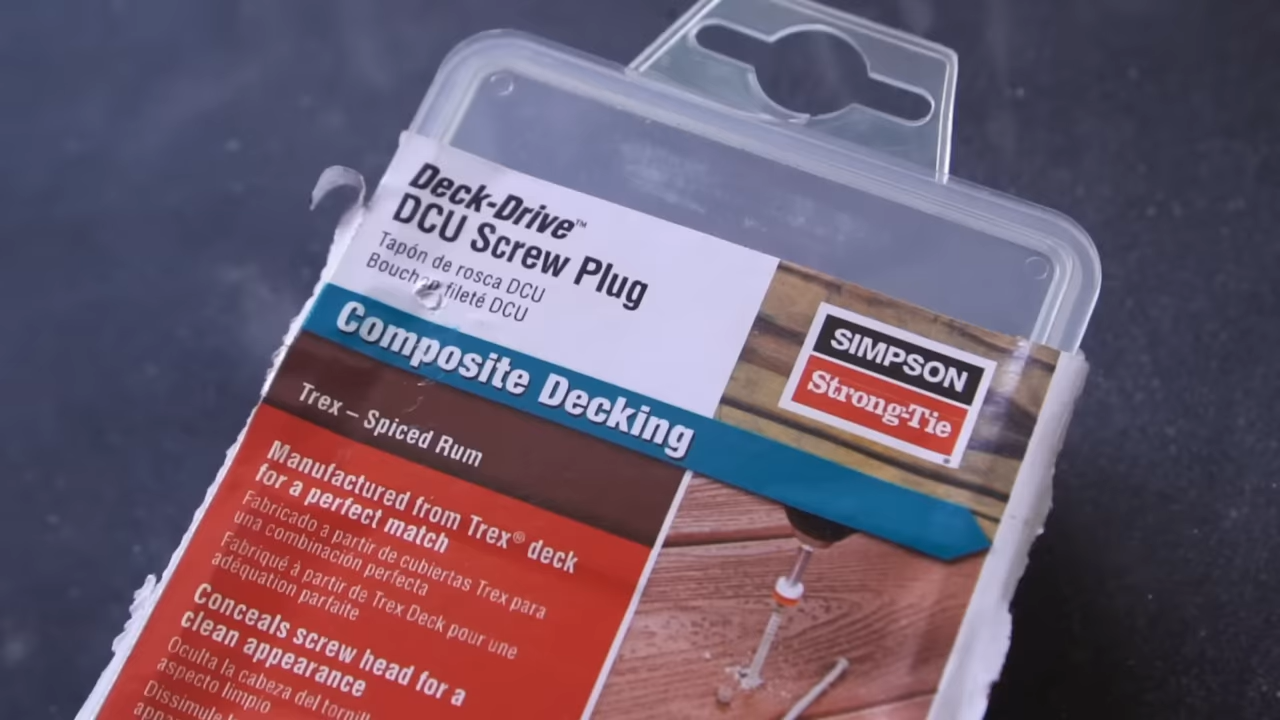 Deck-Drive™
DCU Screw Plug
Tapón de rosca DCU
Bouchon fileté DCU
Composite Decking
SIMPSON
Strong-Tie
Trex – Spiced Rum
Manufactured from Trex® deck
for a perfect match
Fabricado a partir de cubiertas Trex para
una combinación perfecta
Fabriqué à partir de Trex Deck pour une
adéquation parfaite
Conceals screw head for a
clean appearance
Oculta la cabeza del tornill
aspecto limpio
Dissimule